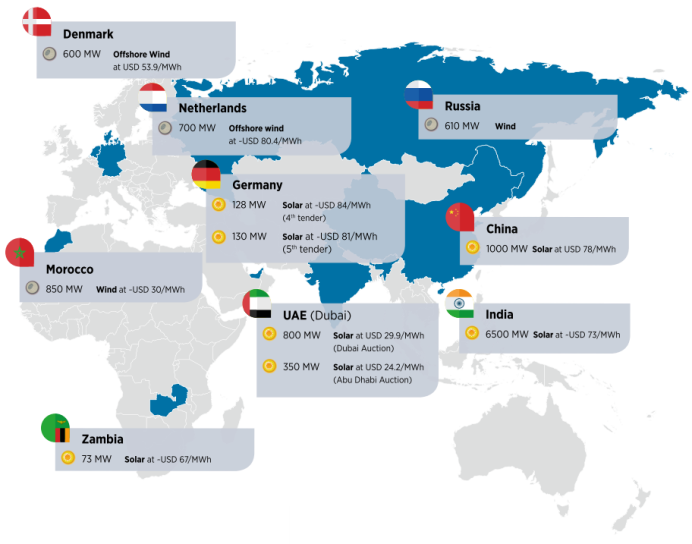 Denmark
600 MW Offshore Wind
at USD 53.9/MWh
Netherlands
700 MW Offshore wind
at ~USD 80.4/MWh
Russia
610 MW Wind
Germany
128 MW Solar at ~USD 84/MWh
(4th tender)
130 MW Solar at ~USD 81/MWh
(5th tender)
China
1000 MW Solar at USD 78/MWh
Morocco
850 MW Wind at ~USD 30/MWh
UAE (Dubai)
800 MW Solar at USD 29.9/MWh
(Dubai Auction)
350 MW Solar at USD 24.2/MWh
(Abu Dhabi Auction)
India
6500 MW Solar at ~USD 73/MWh
Zambia
73 MW Solar at ~USD 67/MWh